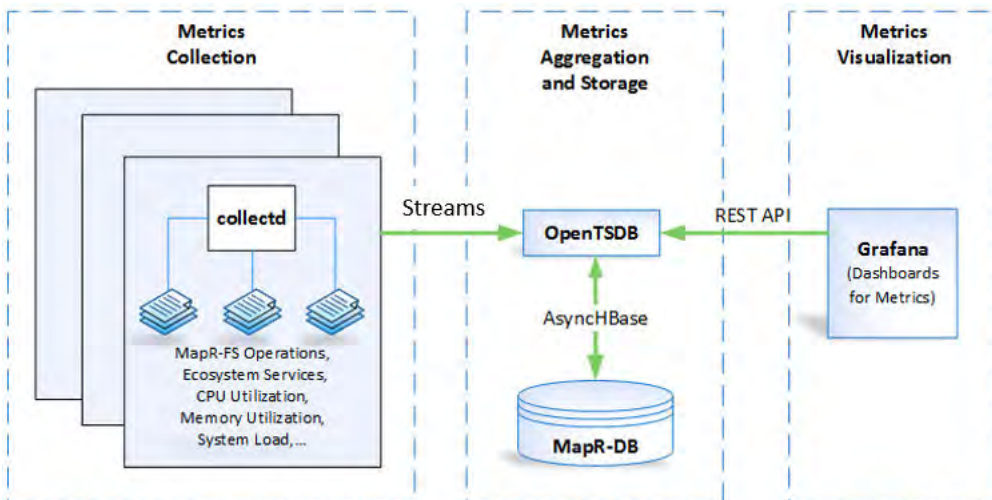 Metrics
Collection
collectd
MapR-FS Operations,
Ecosystem Services,
CPU Utilization,
Memory Utilization,
System Load,...
Streams
Metrics
Aggregation
and Storage
OpenTSDB
AsyncHBase
MapR-DB
REST API
Metrics
Visualization
Grafana
(Dashboards
for Metrics)